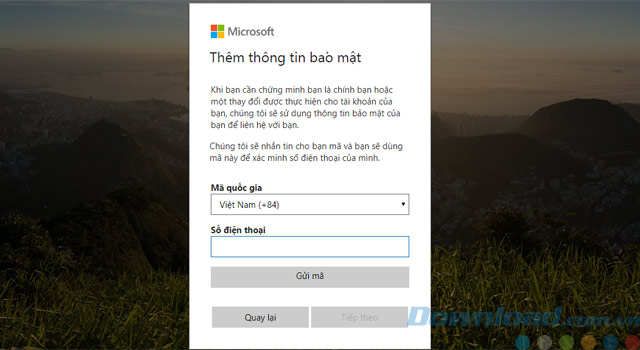 Microsoft
Thêm thông tin bảo mật
Khi bạn cần chứng minh bạn là chính bạn hoặc
một thay đổi được thực hiện cho tài khoản của
bạn, chúng tôi sẽ sử dụng thông tin bảo mật của
bạn để liên hệ với bạn.
Chúng tôi sẽ nhắn tin cho bạn mã và bạn sẽ dùng
mã này để xác minh số điện thoại của mình.
Mã quốc gia
Việt Nam (+84)
Số điện thoại
Gửi mã
Quay lại
Tiếp theo
Download.com.vn